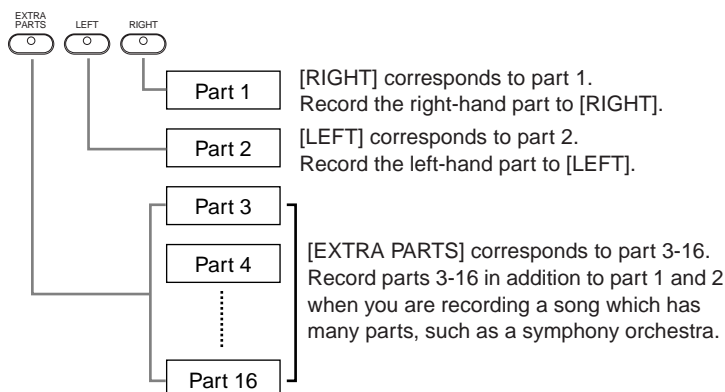 EXTRA
PARTS
LEFT
RIGHT
Part 1
[RIGHT] corresponds to part 1.
Record the right-hand part to [RIGHT].
Part 2
[LEFT] corresponds to part 2.
Record the left-hand part to [LEFT].
Part 3
Part 4
[EXTRA PARTS] corresponds to part 3-16.
Record parts 3-16 in addition to part 1 and 2
when you are recording a song which has
many parts, such as a symphony orchestra.
Part 16